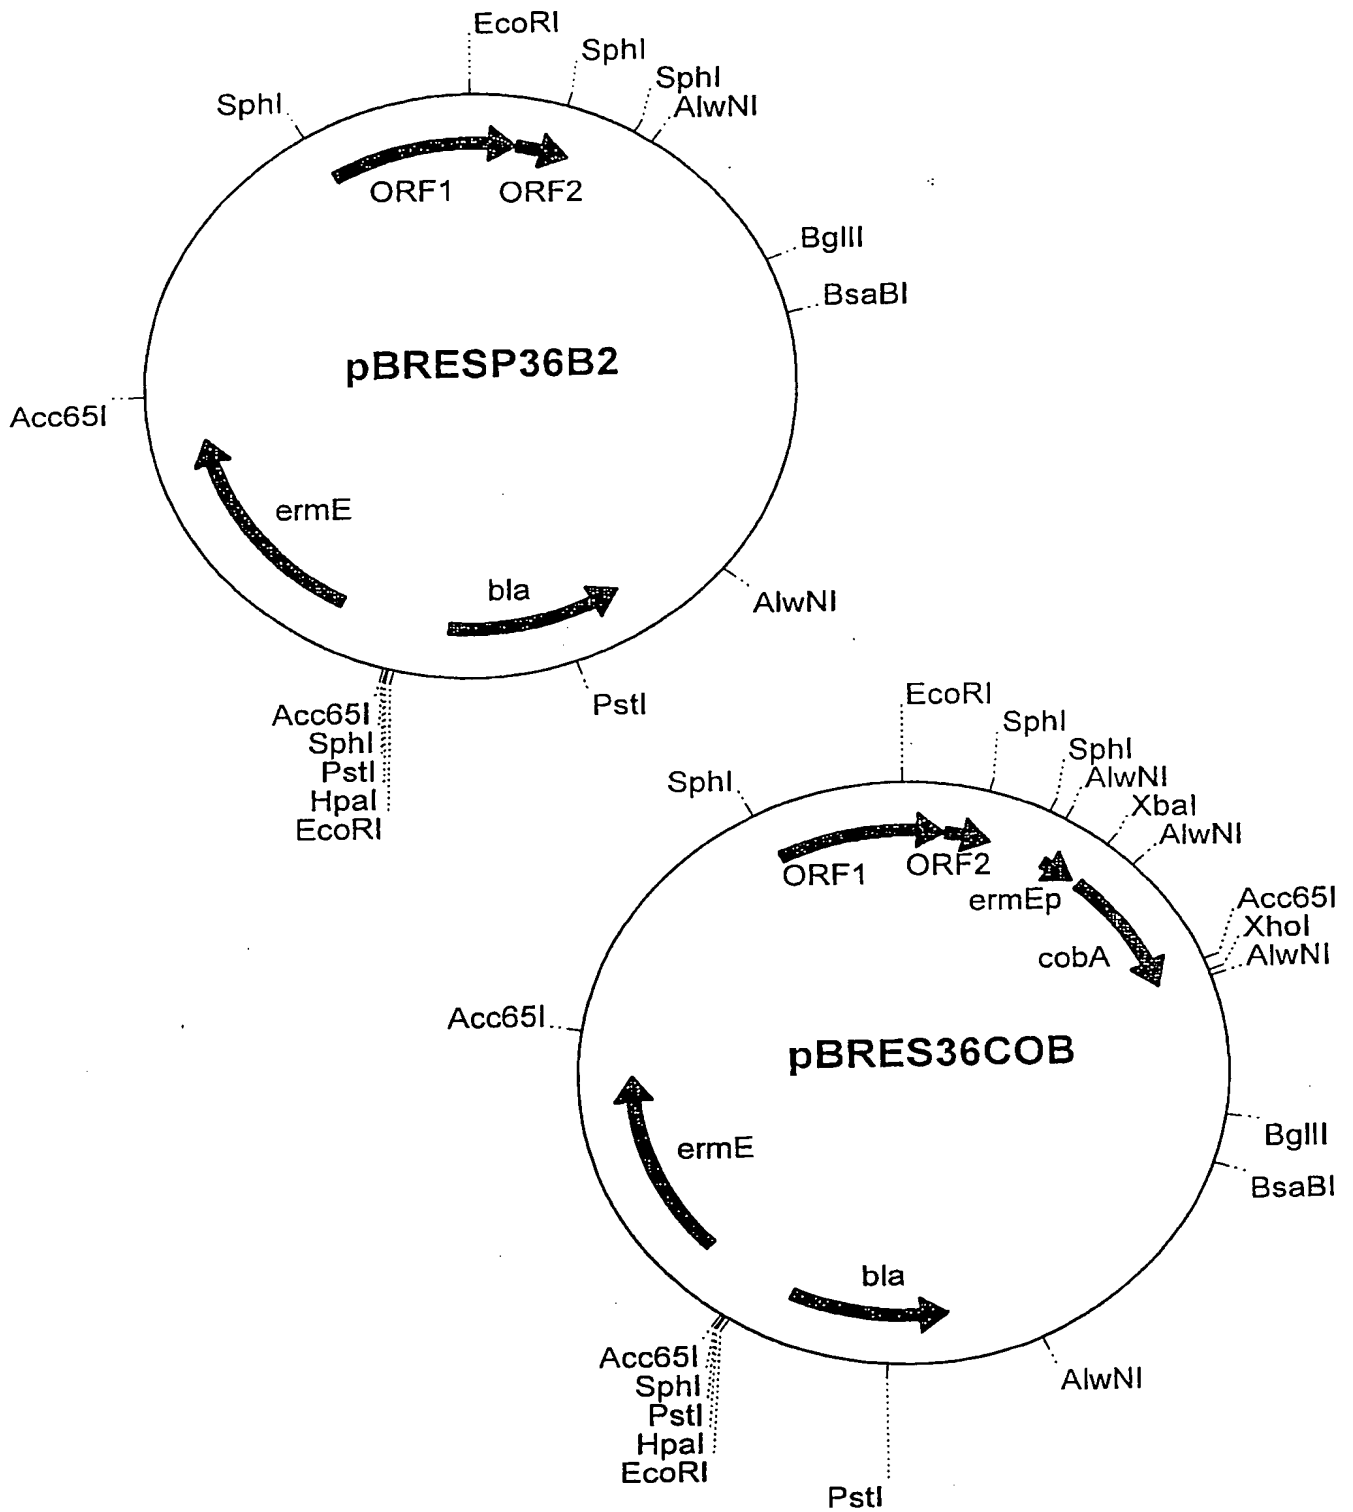 EcoRI
SphI
SphI
AlwNI
SphI
ORF1
ORF2
BglII
BsaBI
pBRESP36B2
Acc65I
ermE
bla
AlwNI
PstI
Acc65I
SphI
PstI
HpaI
EcoRI
EcoRI
SphI
SphI
AlwNI
XbaI
AlwNI
SphI
ORF1
ORF2
ermEp
cobA
Acc65I
XhoI
AlwNI
Acc65I
pBRES36COB
BglII
BsaBI
ermE
bla
AlwNI
Acc65I
SphI
PstI
HpaI
EcoRI
PstI